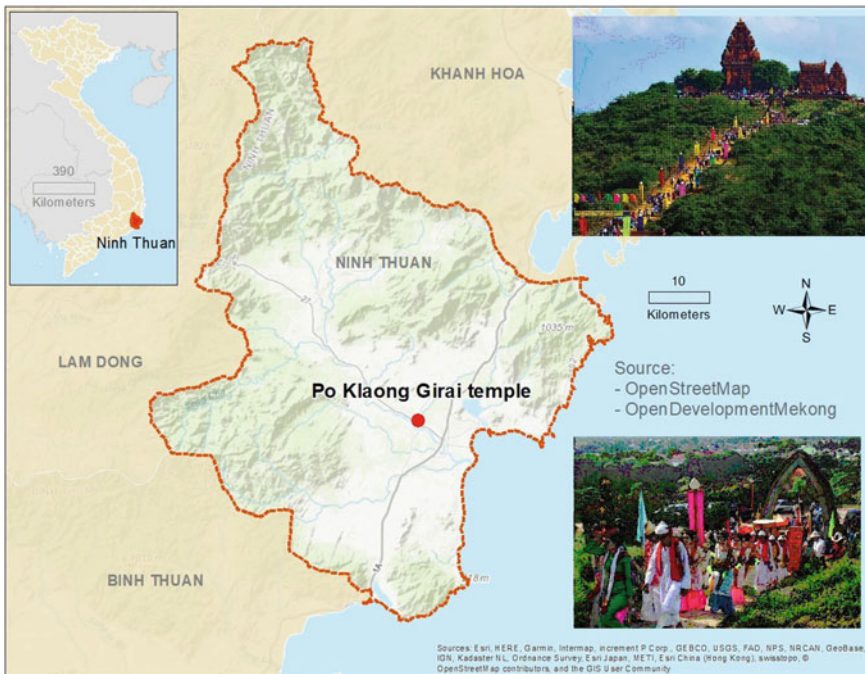 390
Kilometers
Ninh Thuan
KHANH HOA
NINH THUAN
NINH THUAN
27
1035 m
10
Kilometers
N
W
E
S
LAM DONG
Po Klaong Girai temple
Source:
- OpenStreetMap
- OpenDevelopmentMekong
BINH THUAN
1A
Sources: Esri, HERE, Garmin, Intermap, increment P Corp., GEBCO, USGS, FAO, NPS, NRCAN, GeoBase,
IGN, Kadaster NL, Ordnance Survey, Esri Japan, METI, Esri China (Hong Kong), swisstopo, ©
OpenStreetMap contributors, and the GIS User Community